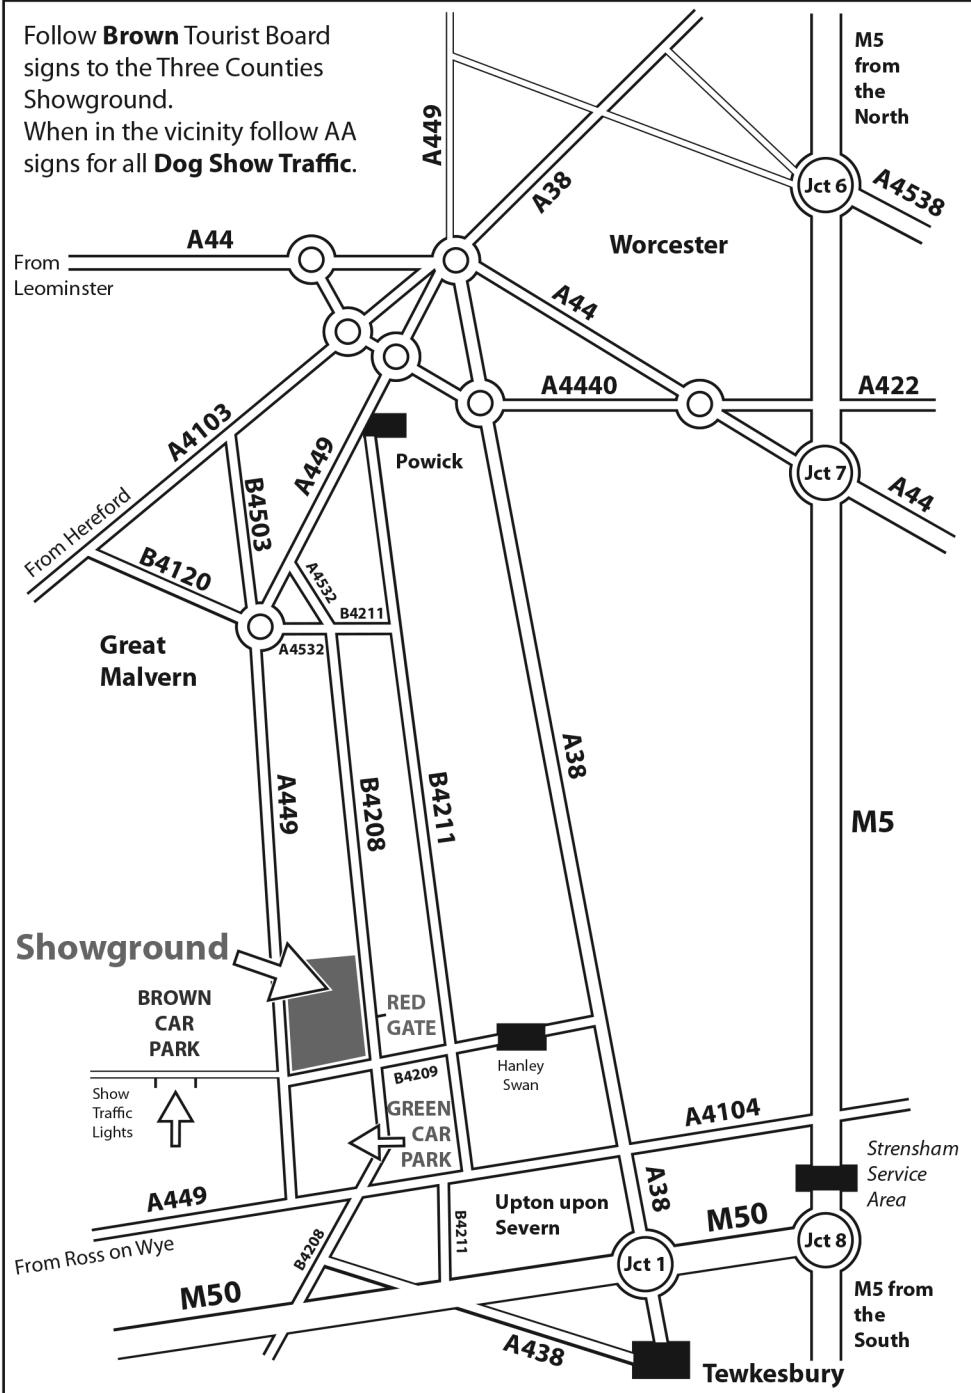 Follow Brown Tourist Board
signs to the Three Counties
Showground.
When in the vicinity follow AA
signs for all Dog Show Traffic.
M5
from
the
North
A449
A38
Jct 6
A4538
Worcester
A44
From
Leominster
A44
A4440
A422
A4103
A449
Powick
Jct 7
A44
From Hereford
B4503
B4120
A4532
B4211
A4532
Great
Malvern
A38
A449
B4208
B4211
M5
Showground
BROWN
CAR
PARK
RED
GATE
Hanley
Swan
B4209
Show
Traffic
Lights
GREEN
CAR
PARK
A4104
Strensham
Service
Area
A449
Upton upon
Severn
A38
M50
From Ross on Wye
B4208
B4211
Jct 1
Jct 8
M50
M5 from
the
South
A438
Tewkesbury